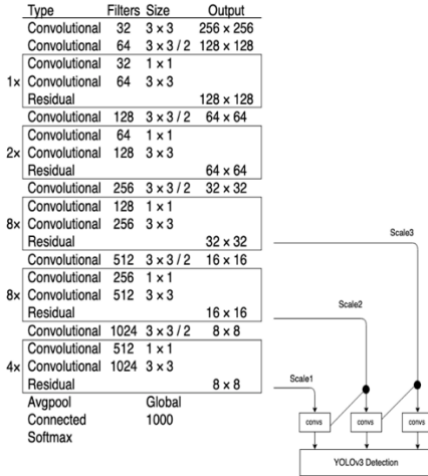 Type Filters Size Output
Convolutional 32 3 × 3 256 × 256
Convolutional 64 3 × 3 / 2 128 × 128
Convolutional 32 1 × 1
1× Convolutional 64 3 × 3
Residual 128 × 128
Convolutional 128 3 × 3 / 2 64 × 64
Convolutional 64 1 × 1
2× Convolutional 128 3 × 3
Residual 64 × 64
Convolutional 256 3 × 3 / 2 32 × 32
Convolutional 128 1 × 1
8× Convolutional 256 3 × 3
Residual 32 × 32
Convolutional 512 3 × 3 / 2 16 × 16
Convolutional 256 1 × 1
8× Convolutional 512 3 × 3
Residual 16 × 16
Convolutional 1024 3 × 3 / 2 8 × 8
Convolutional 512 1 × 1
4× Convolutional 1024 3 × 3
Residual 8 × 8
Avgpool Global
Connected 1000
Softmax
Scale3
Scale2
Scale1
convs convs convs
YOLOv3 Detection